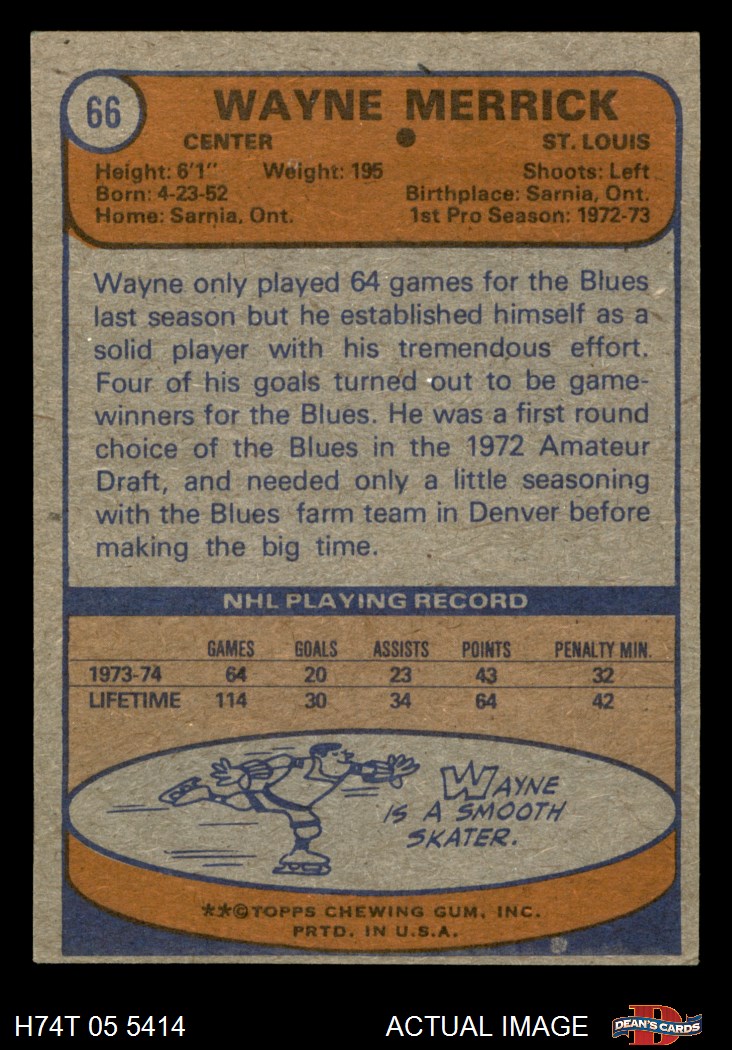 66
WAYNE MERRICK
CENTER ST. LOUIS
Height: 6'1" Weight: 195 Shoots: Left
Born: 4-23-52 Birthplace: Sarnia, Ont.
Home: Sarnia, Ont. 1st Pro Season: 1972-73
Wayne only played 64 games for the Blues
last season but he established himself as a
solid player with his tremendous effort.
Four of his goals turned out to be game-
winners for the Blues. He was a first round
choice of the Blues in the 1972 Amateur
Draft, and needed only a little seasoning
with the Blues farm team in Denver before
making the big time.
NHL PLAYING RECORD
GAMES GOALS ASSISTS POINTS PENALTY MIN.
1973-74 64 20 23 43 32
LIFETIME 114 30 34 64 42
WAYNE
IS A SMOOTH
SKATER.
**©TOPPS CHEWING GUM, INC.
PRTD. IN U.S.A.
H74T 05 5414 ACTUAL IMAGE D DEAN'S CARDS